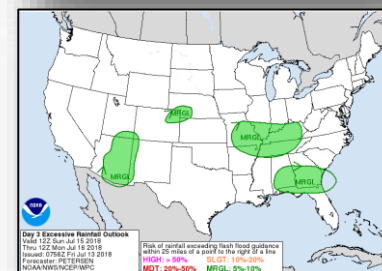 MRGL
MRGL
MRGL
MRGL
noaa
Day 3 Excessive Rainfall Outlook
Valid 12Z Sun Jul 15 2018
Thru 12Z Mon Jul 16 2018
Issued: 0756Z Fri Jul 13 2018
Forecaster: PETERSEN
NOAA/NWS/NCEP/WPC
Risk of rainfall exceeding flash flood guidance
within 25 miles of a point to the right of a line
HIGH: > 50% SLGT: 10%-20%
MDT: 20%-50% MRGL: 5%-10%